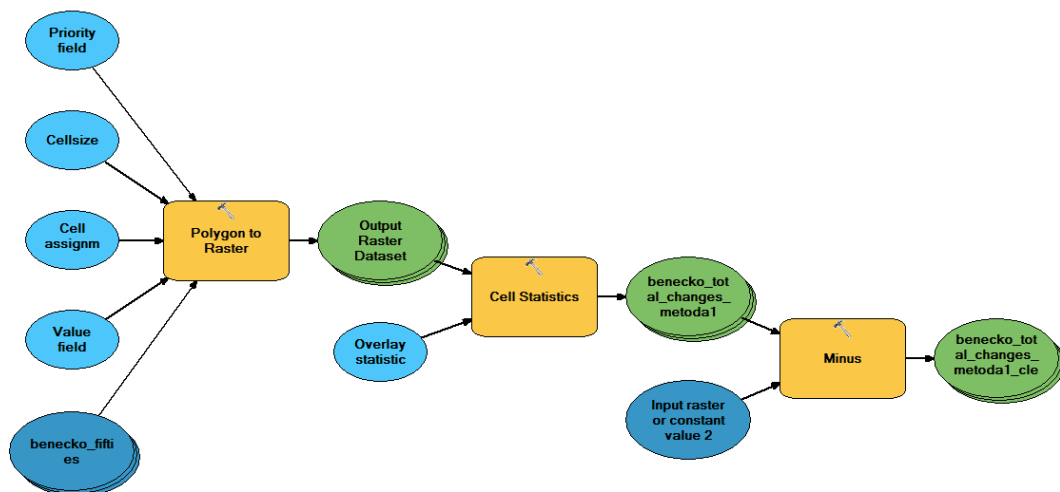 Priority
field
Cellsize
Cell
assignm
Value
field
benecko_fifti
es
Polygon to
Raster
Output
Raster
Dataset
Overlay
statistic
Cell Statistics
benecko_tot
al_changes_
metoda1
Input raster
or constant
value 2
Minus
benecko_tot
al_changes_
metoda1_cle